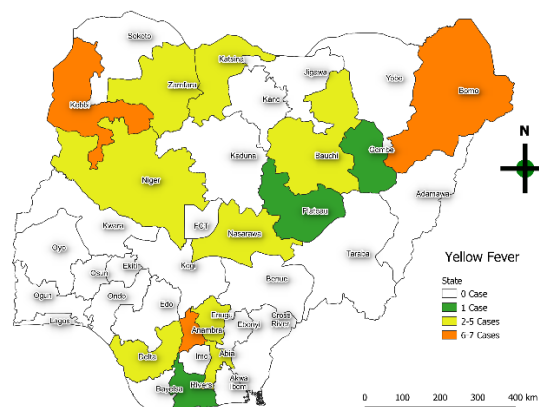 Sokoto
Katsina
Zamfara
Jigawa
Yobe
Borno
Kebbi
Kano
Gombe
Kaduna
Bauchi
N
Niger
Adamawa
Plateau
Kwara
FCT
Nasarawa
Oyo
Taraba
Kogi
Ekiti
Osun
Benue
Yellow Fever
Ogun
Ondo
Edo
State
0 Case
1 Case
2-5 Cases
6-7 Cases
Lagos
Enugu
Anambra
Ebonyi
Cross
River
Delta
Imo
Abia
Rivers
Akwa
Ibom
Bayelsa
0 100 200 300 400 km